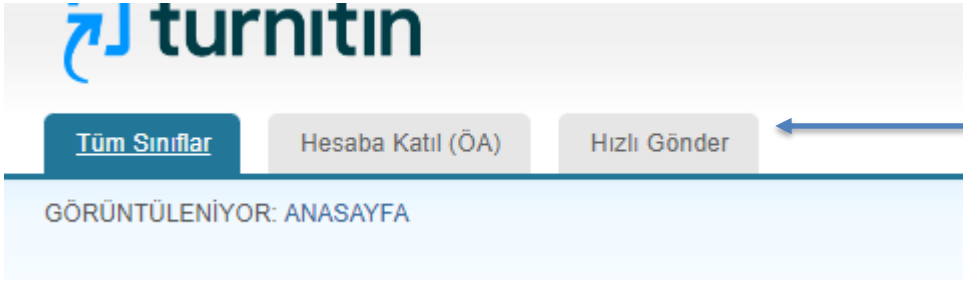 turnitin
Tüm Sınıflar Hesaba Katıl (ÖA) Hızlı Gönder
GÖRÜNTÜLENİYOR: ANASAYFA